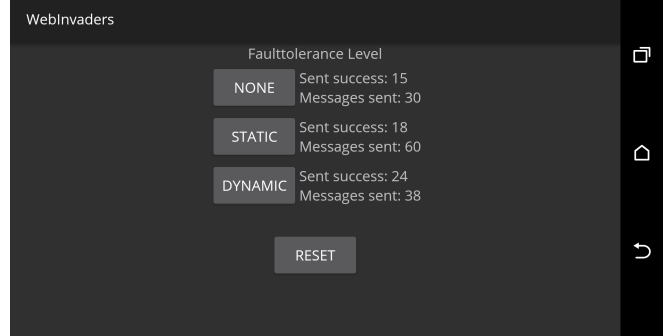 WebInvaders
Faulttolerance Level
NONE
Sent success: 15
Messages sent: 30
STATIC
Sent success: 18
Messages sent: 60
DYNAMIC
Sent success: 24
Messages sent: 38
RESET